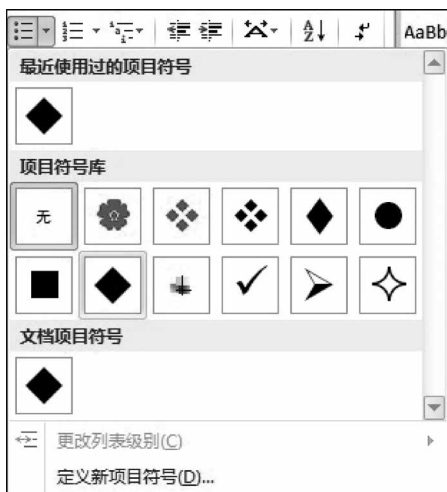 AaBb
最近使用过的项目符号
项目符号库
无
文档项目符号
更改列表级别(C)
定义新项目符号(D)...